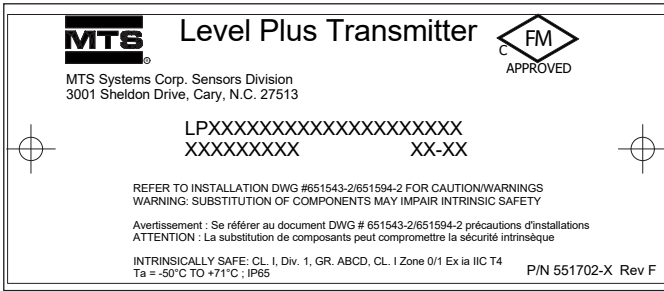 MTS
Level Plus Transmitter
C FM
APPROVED
MTS Systems Corp. Sensors Division
3001 Sheldon Drive, Cary, N.C. 27513
LPXXXXXXXXXXXXXXXXXXXX
XXXXXXXXX XX-XX
REFER TO INSTALLATION DWG #651543-2/651594-2 FOR CAUTION/WARNINGS
WARNING: SUBSTITUTION OF COMPONENTS MAY IMPAIR INTRINSIC SAFETY
Avertissement : Se référer au document DWG # 651543-2/651594-2 précautions d'installations
ATTENTION : La substitution de composants peut compromettre la sécurité intrinsèque
INTRINSICALLY SAFE: CL. I, Div. 1, GR. ABCD, CL. I Zone 0/1 Ex ia IIC T4
Ta = -50°C TO +71°C ; IP65
P/N 551702-X Rev F